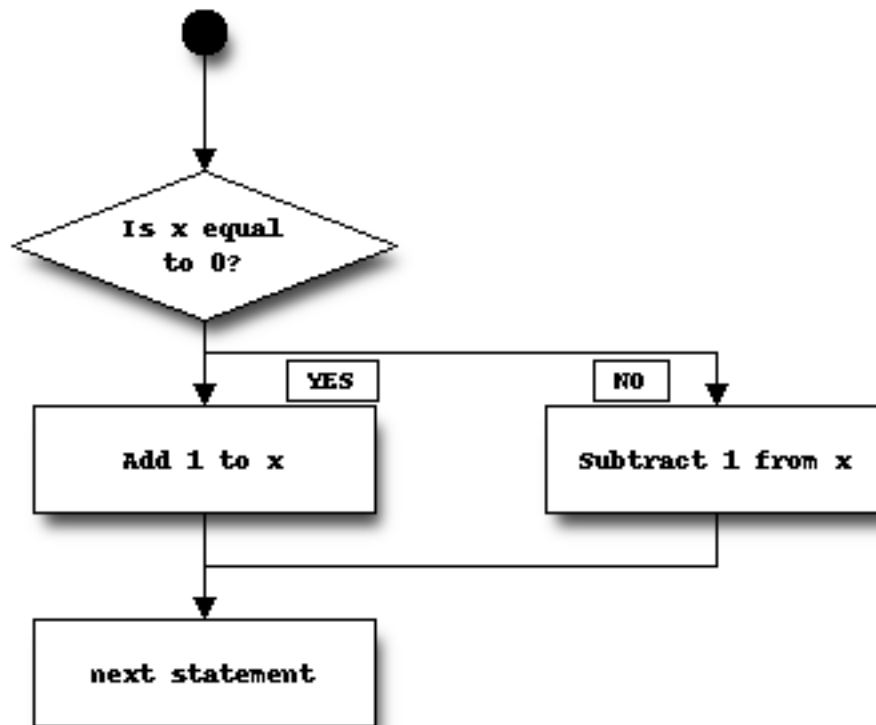 Is x equal
to 0?
YES
NO
Add 1 to x
Subtract 1 from x
next statement